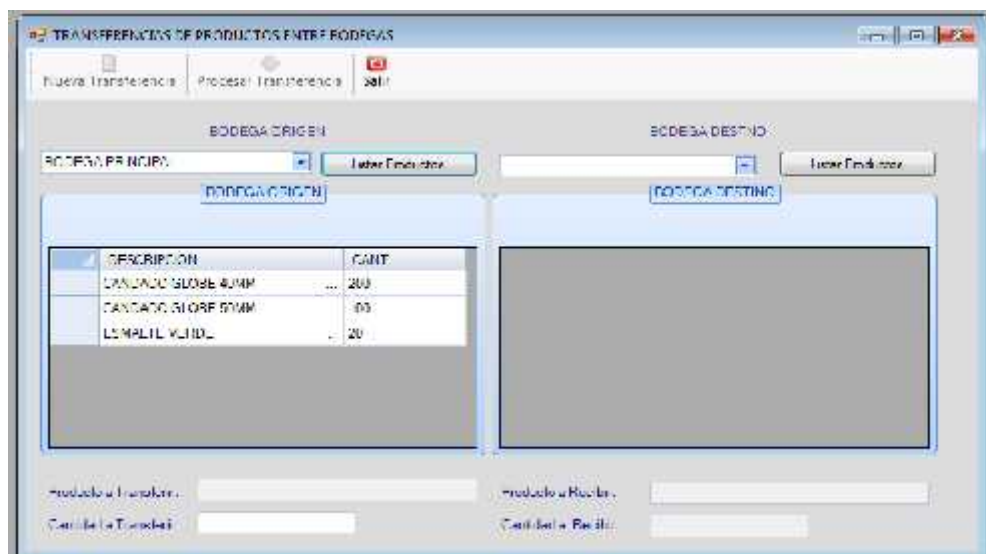 TRANSFERENCIAS DE PRODUCTOS ENTRE BODEGAS
Nueva Transferencia Procesar Transferencia Salir
BODEGA ORIGEN BODEGA DESTINO
BODEGA PRINCIPAL Listar Productos Listar Productos
BODEGA ORIGEN BODEGA DESTINO
DESCRIPCION CANT
CANDADO GLOBE 40MM ... 200
CANDADO GLOBE 50MM
ESMALTE VERDE 20
Producto a Transferir: Producto a Recibir:
Cantidad a Transferir Cantidad a Recibir